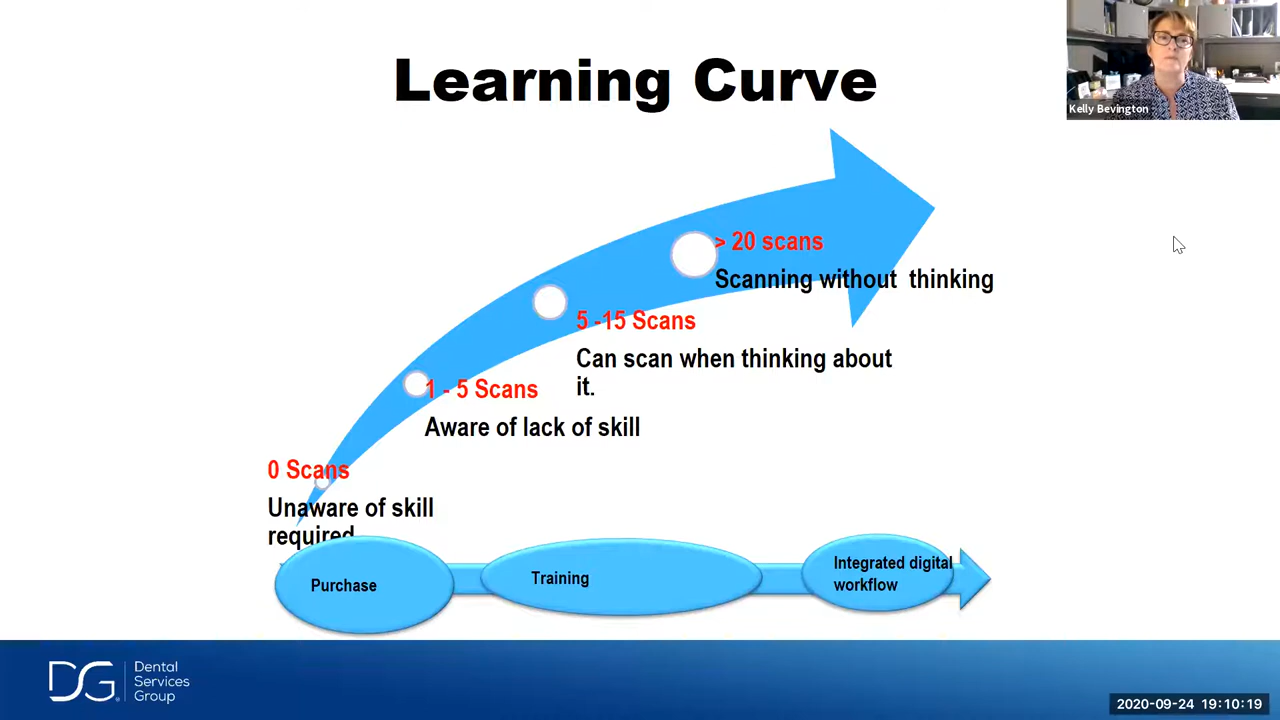 Learning Curve
Kelly Bevington
> 20 scans
Scanning without thinking
5 -15 Scans
Can scan when thinking about
it.
1 - 5 Scans
Aware of lack of skill
0 Scans
Unaware of skill
required
Purchase
Training
Integrated digital
workflow
DG
Dental
Services
Group
2020-09-24 19:10:19